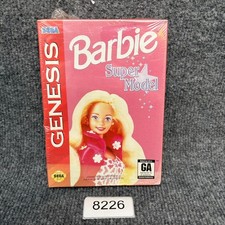 SEGA
GENESIS
Barbie
Super
Model
GA
SEGA
8226